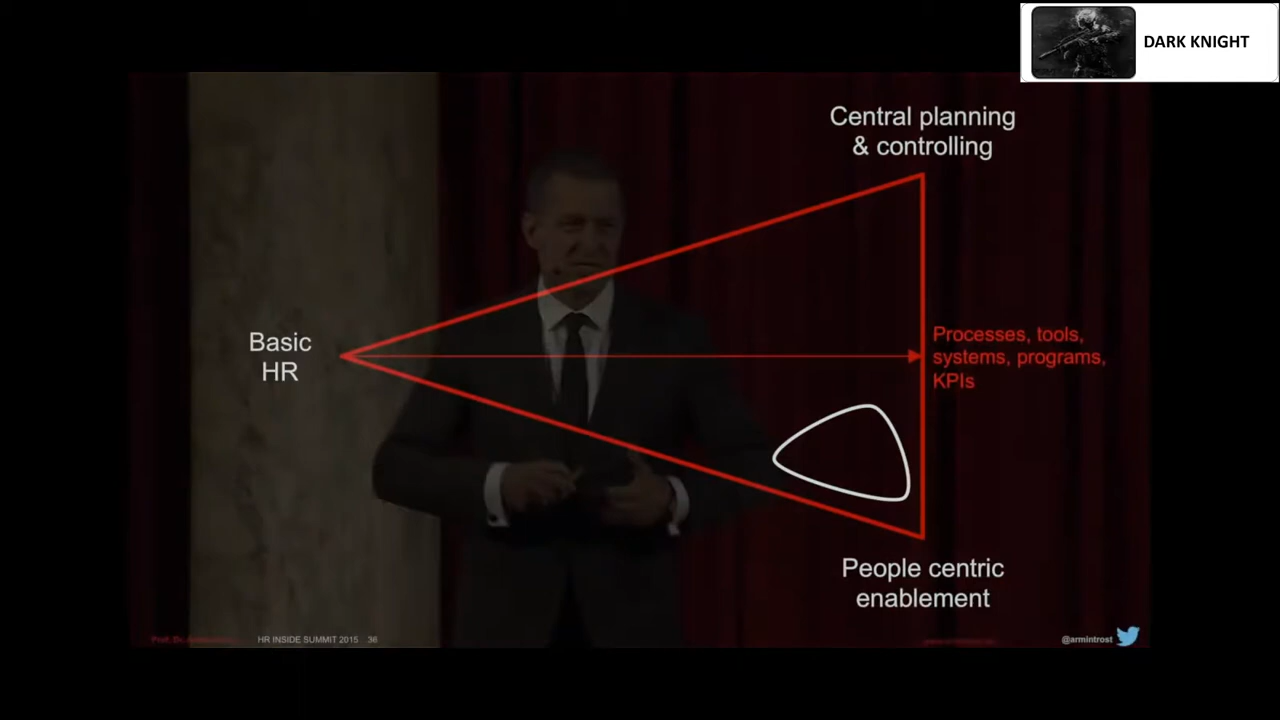 DARK KNIGHT
Central planning
& controlling
Basic
HR
Processes, tools,
systems, programs,
KPIs
People centric
enablement
HR INSIDE SUMMIT 2015 36
@armintrost